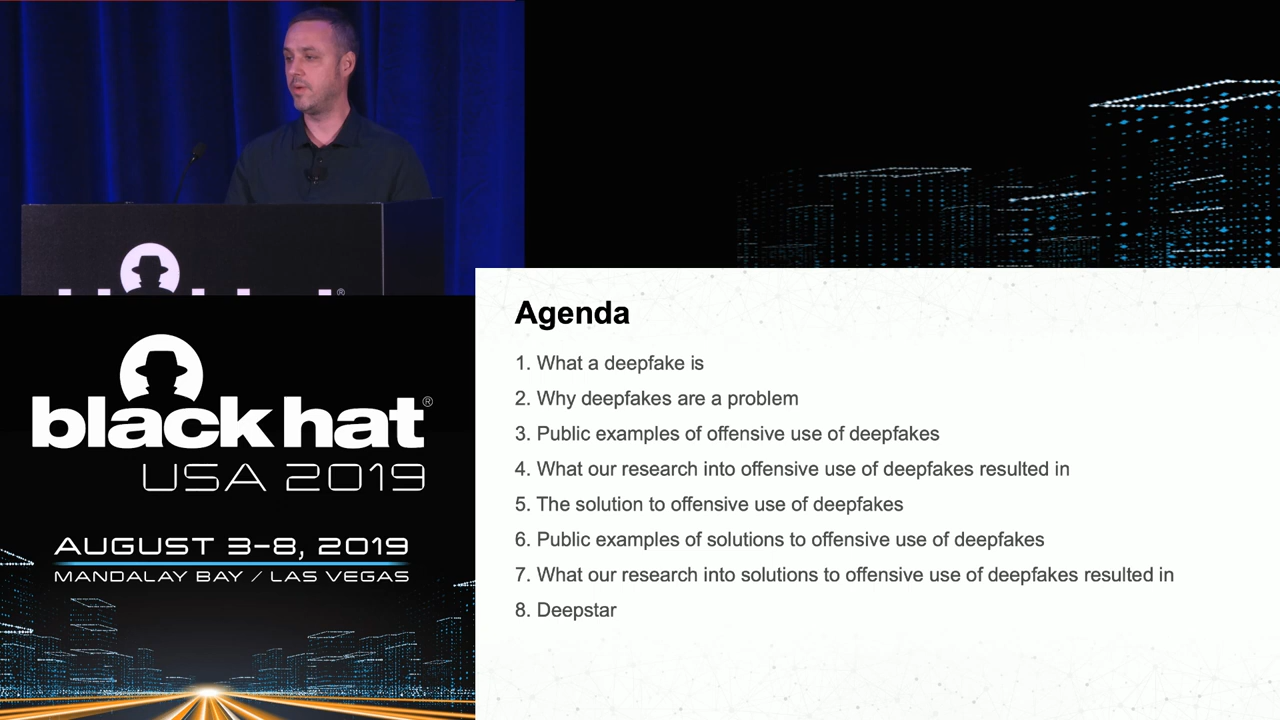 black hat®
USA 2019
AUGUST 3-8, 2019
MANDALAY BAY / LAS VEGAS
Agenda
1. What a deepfake is
2. Why deepfakes are a problem
3. Public examples of offensive use of deepfakes
4. What our research into offensive use of deepfakes resulted in
5. The solution to offensive use of deepfakes
6. Public examples of solutions to offensive use of deepfakes
7. What our research into solutions to offensive use of deepfakes resulted in
8. Deepstar